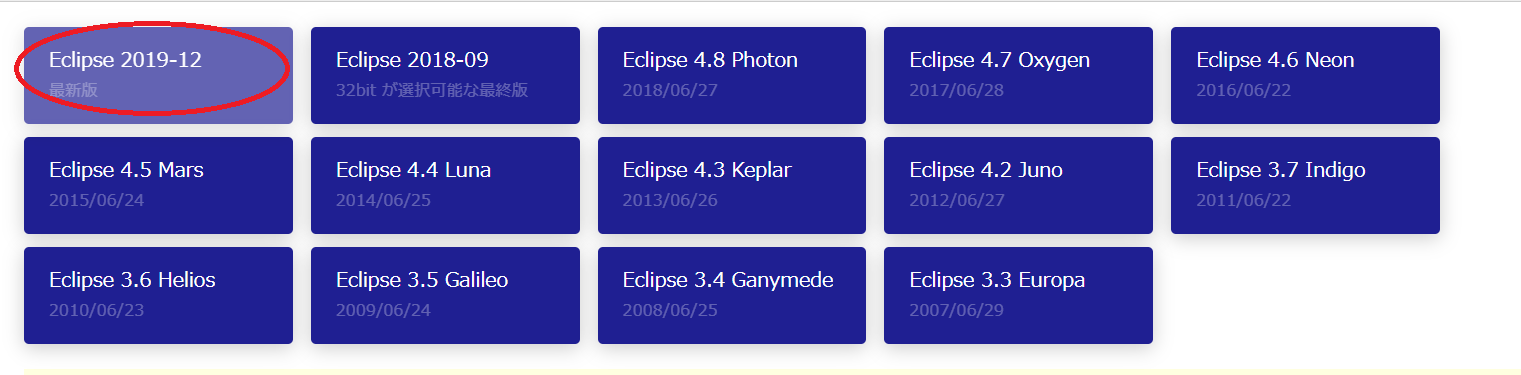 Eclipse 2019-12
最新版
Eclipse 2018-09
32bit が選択可能な最終版
Eclipse 4.8 Photon
2018/06/27
Eclipse 4.7 Oxygen
2017/06/28
Eclipse 4.6 Neon
2016/06/22
Eclipse 4.5 Mars
2015/06/24
Eclipse 4.4 Luna
2014/06/25
Eclipse 4.3 Keplar
2013/06/26
Eclipse 4.2 Juno
2012/06/27
Eclipse 3.7 Indigo
2011/06/22
Eclipse 3.6 Helios
2010/06/23
Eclipse 3.5 Galileo
2009/06/24
Eclipse 3.4 Ganymede
2008/06/25
Eclipse 3.3 Europa
2007/06/29